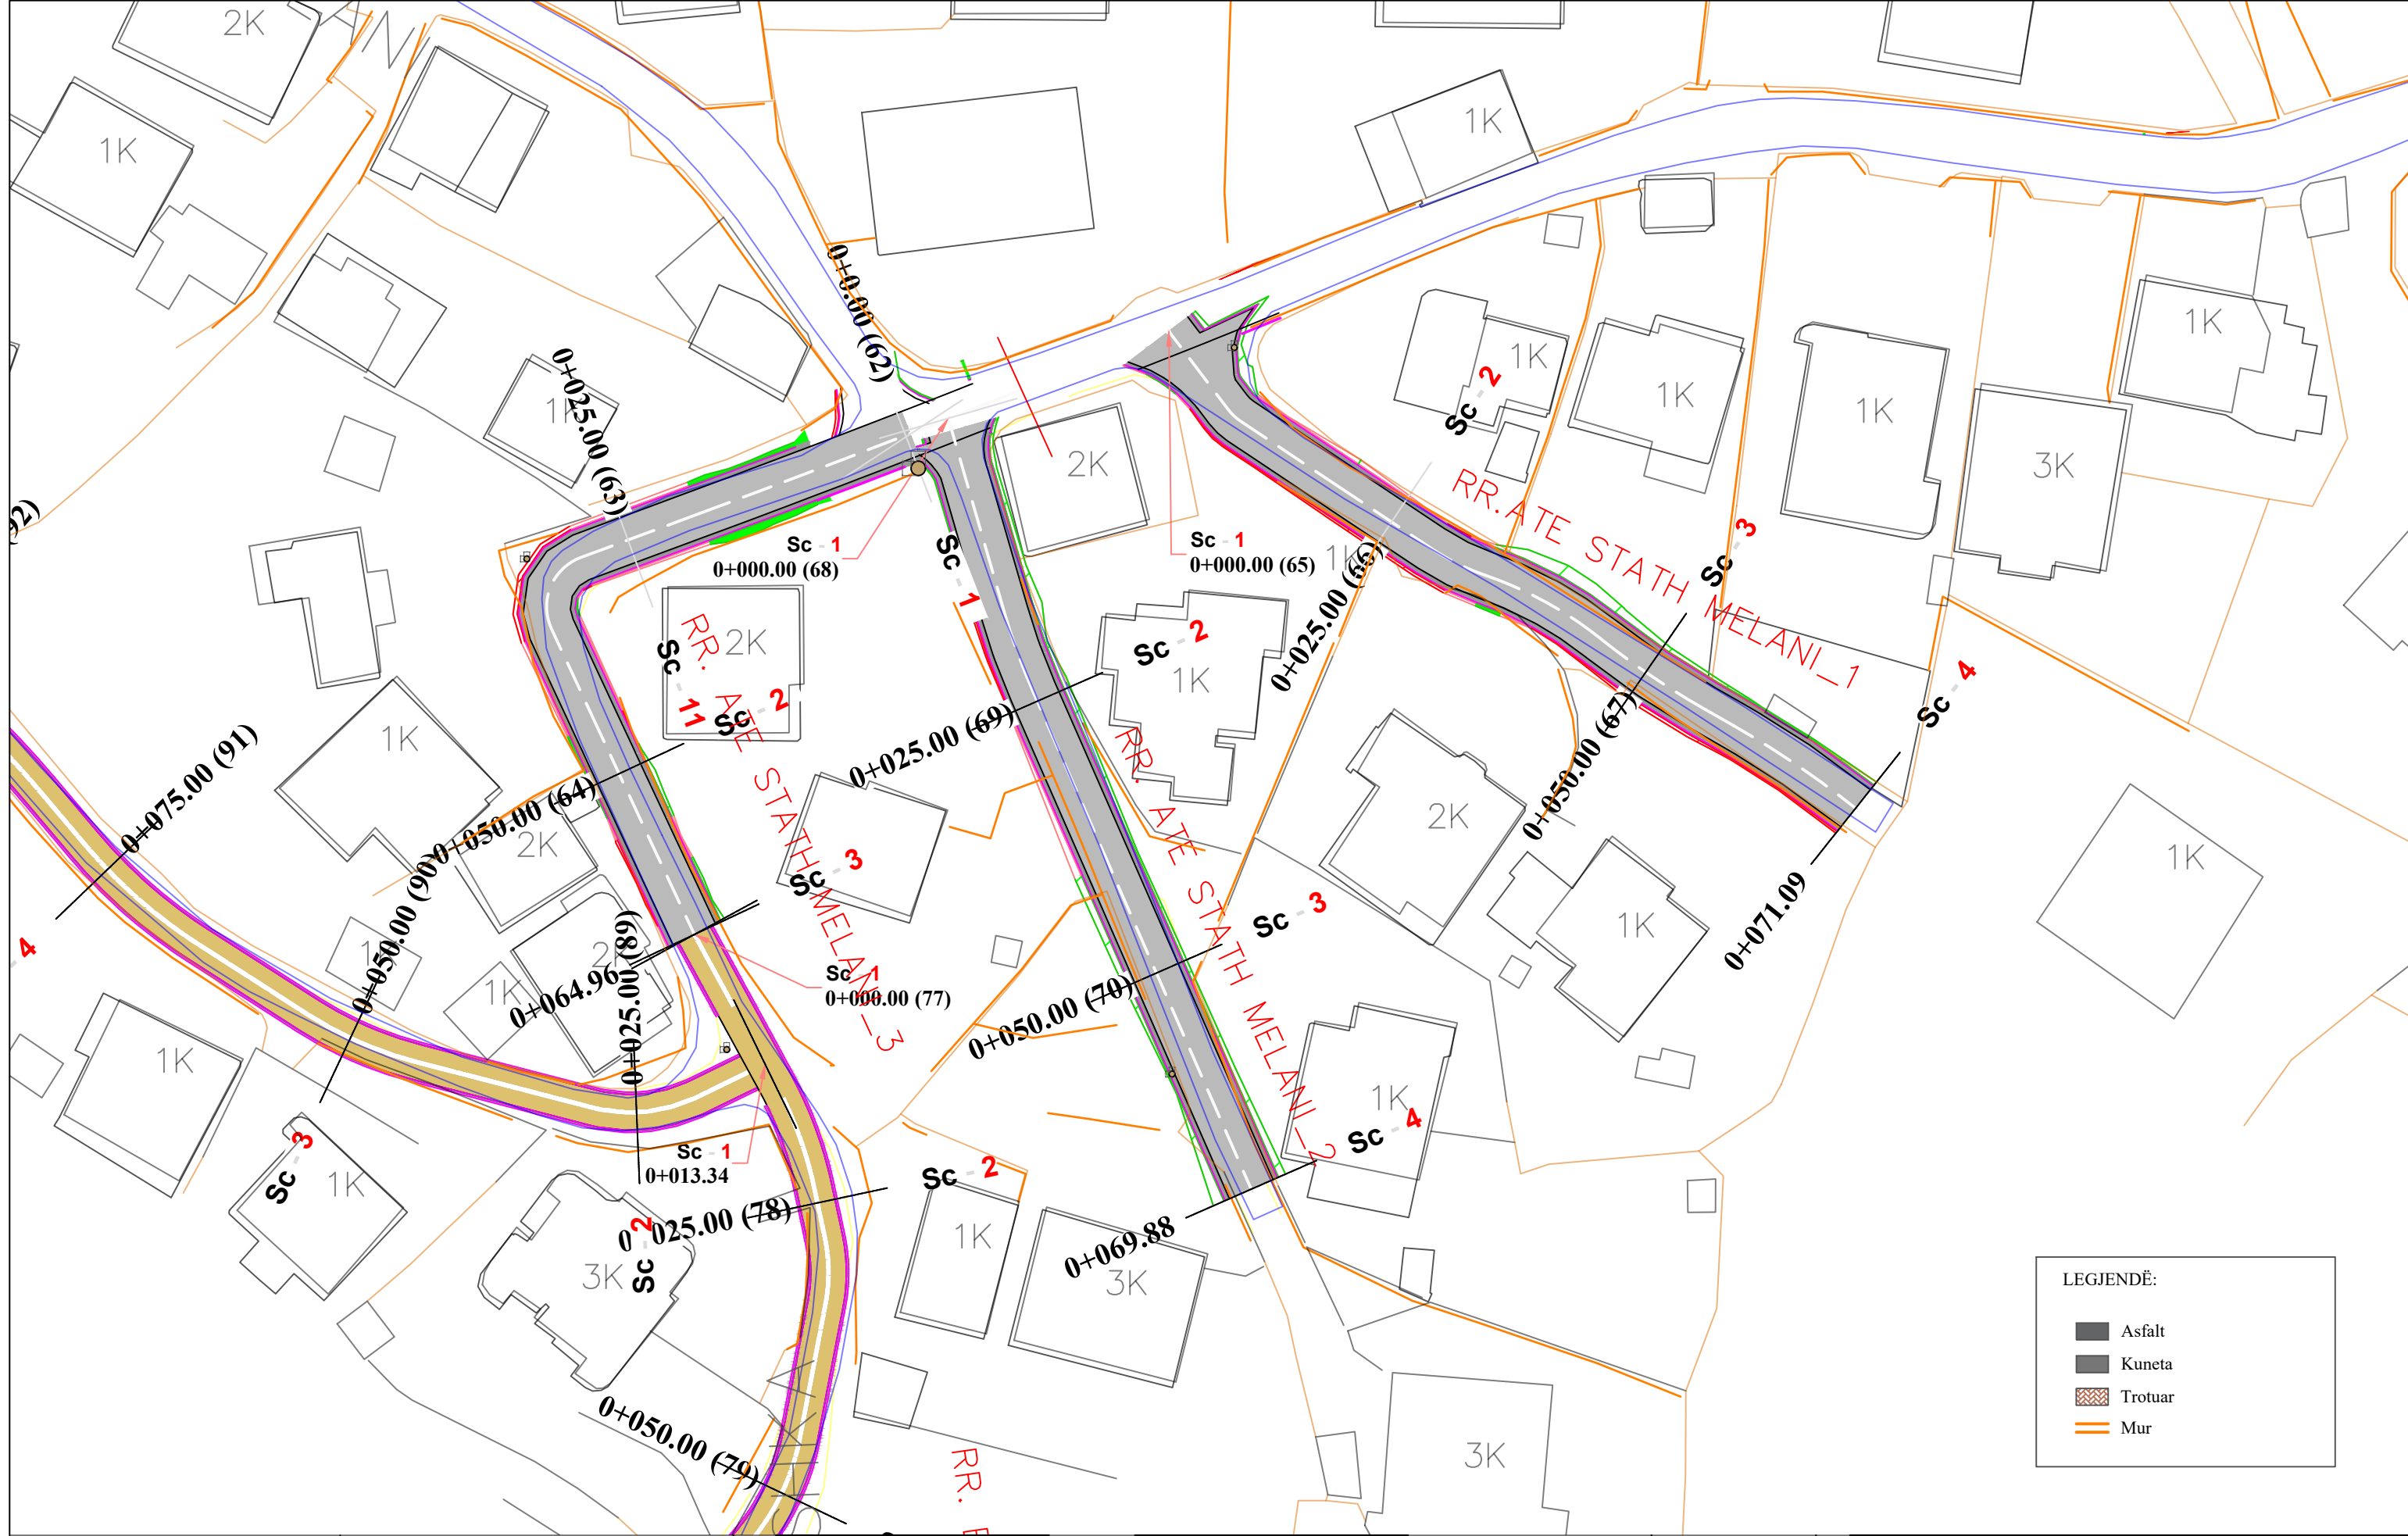 2K
1K
1K
1K
1K
1K
1K
1K
3K
0+0.00 (62)
0+025.00 (63)
2K
Sc - 2
Sc - 1
0+000.00 (68)
Sc - 1
0+000.00 (65)
Sc - 1
RR.ATE STATH MELANI_1
Sc - 3
1K
0+025.00 (66)
2K
Sc - 11
Sc - 2
RR. ATE STATH MELANI_3
Sc - 2
1K
Sc - 4
0+025.00 (69)
0+050.00 (67)
0+075.00 (91)
1K
0+050.00 (64)
2K
RR. ATE STATH MELANI_2
2K
1K
Sc - 3
0+071.09
1K
0+050.00 (90)
1K
0+025.00 (89)
2K
1K
0+064.96
Sc - 3
4
Sc - 1
0+000.00 (77)
0+050.00 (70)
1K
1K
Sc - 4
Sc - 3
1K
Sc - 1
0+013.34
Sc - 2
0+025.00 (78)
1K
0+069.88
3K
Sc - 2
3K
0+050.00 (79)
3K
RR.
LEGJENDË:
Asfalt
Kuneta
Trotuar
Mur